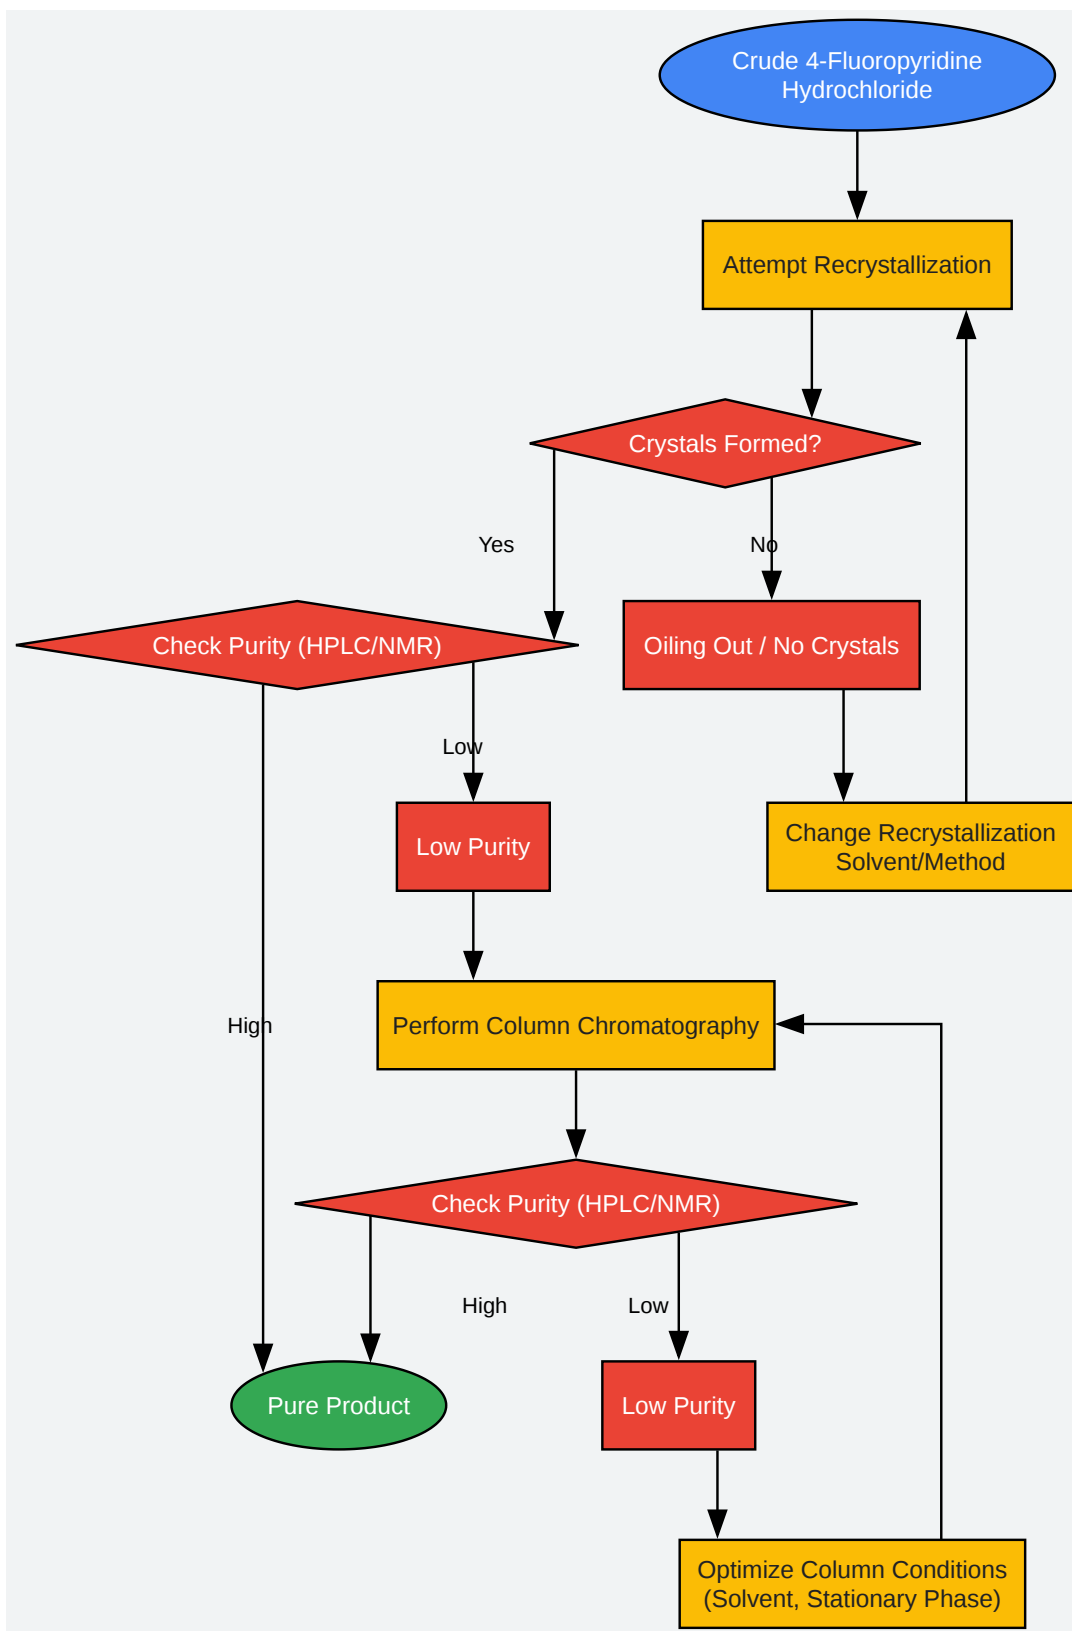 Crude 4-Fluoropyridine
Hydrochloride
Attempt Recrystallization
Crystals Formed?
Yes
No
Check Purity (HPLC/NMR)
Oiling Out / No Crystals
Low
Low Purity
Change Recrystallization
Solvent/Method
High
Perform Column Chromatography
Check Purity (HPLC/NMR)
High
Low
Pure Product
Low Purity
Optimize Column Conditions
(Solvent, Stationary Phase)